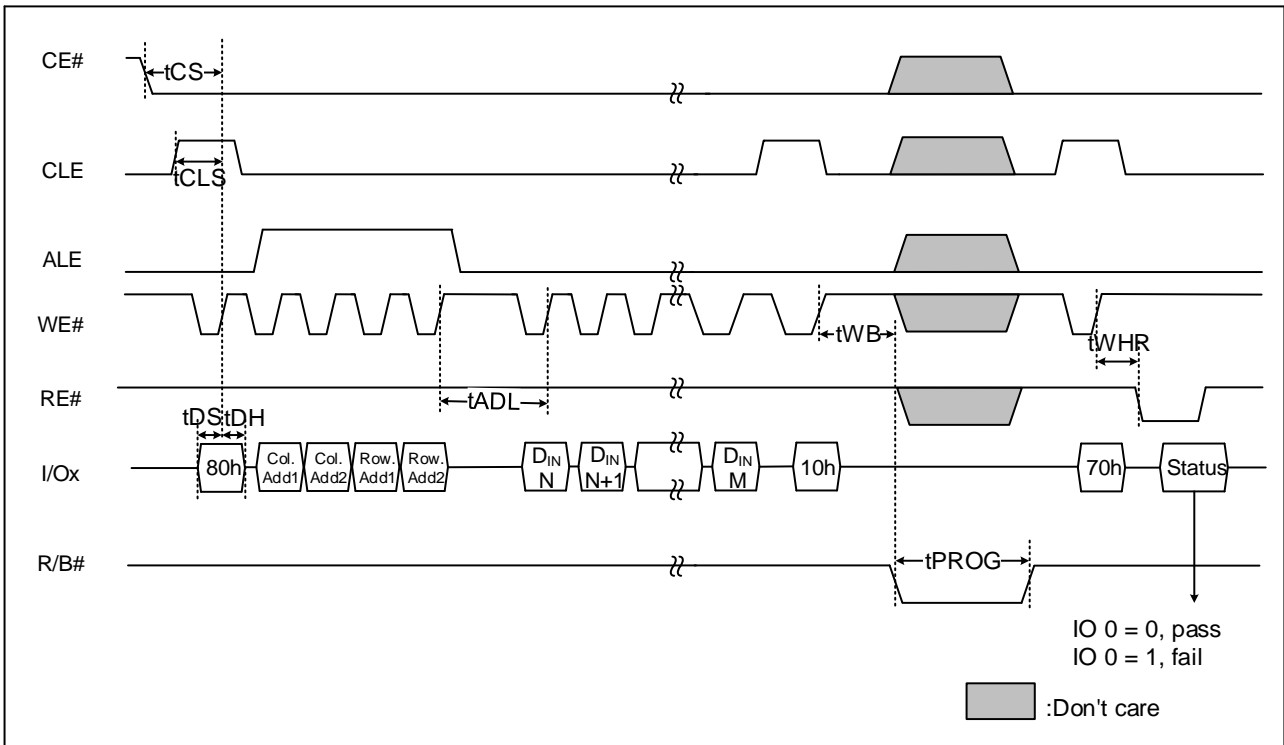 CE#
tCS
CLE
tCLS
ALE
WE#
tWB
tWHR
RE#
tADL
tDS tDH
I/Ox
80h
Col. Add1
Col. Add2
Row. Add1
Row. Add2
DIN N
DIN N+1
DIN M
10h
70h
Status
R/B#
tPROG
IO 0 = 0, pass
IO 0 = 1, fail
:Don't care